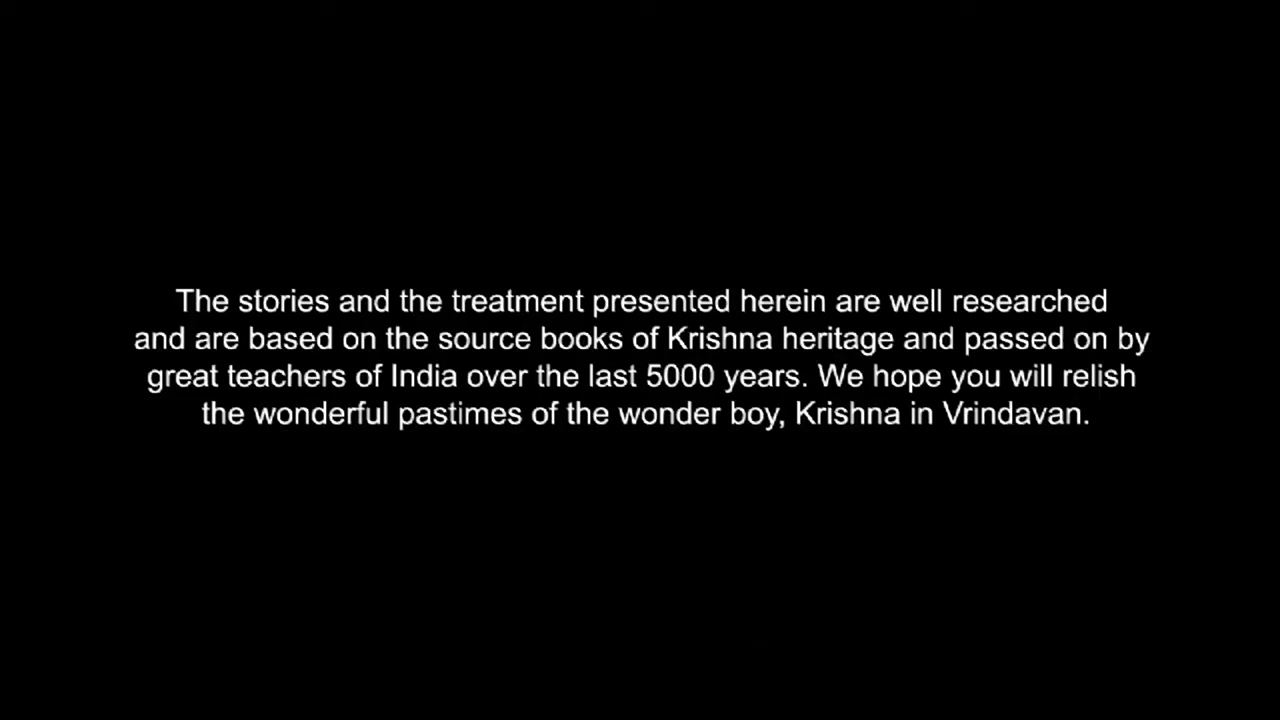 The stories and the treatment presented herein are well researched
and are based on the source books of Krishna heritage and passed on by
great teachers of India over the last 5000 years. We hope you will relish
the wonderful pastimes of the wonder boy, Krishna in Vrindavan.